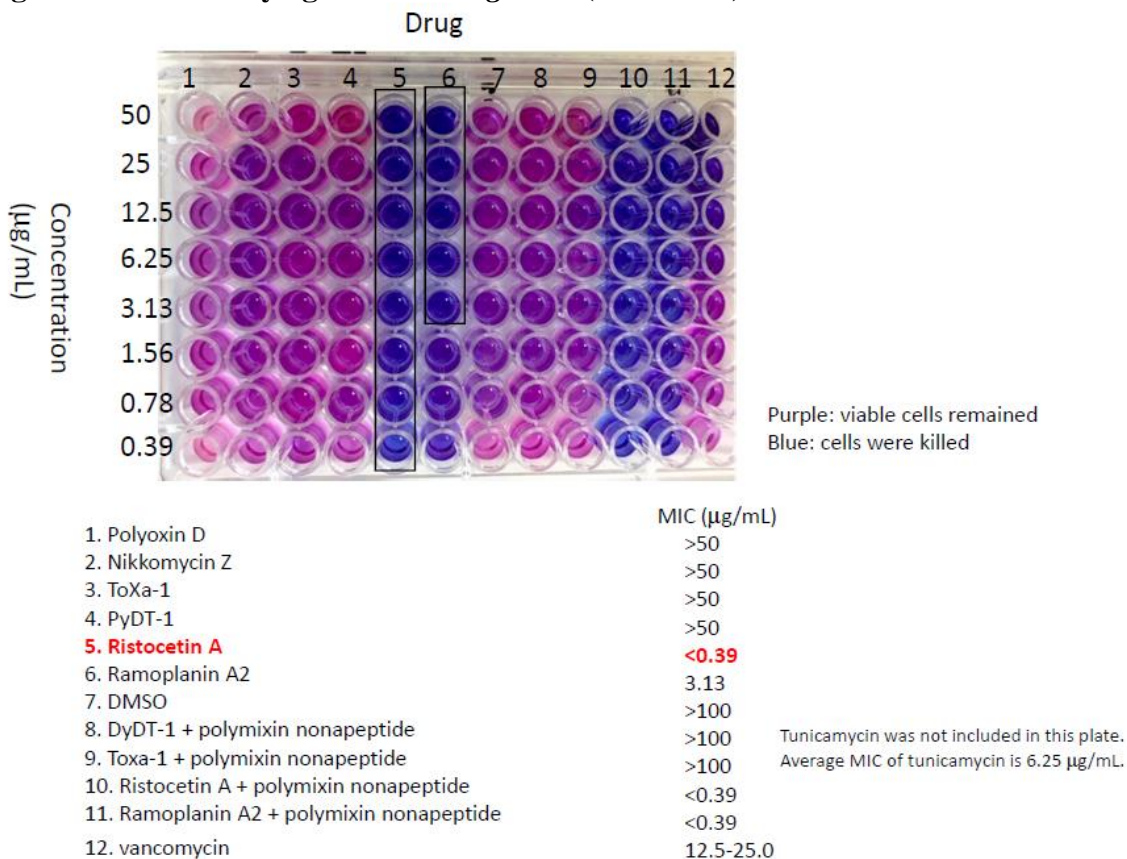 Drug
1 2 3 4 5 6 7 8 9 10 11 12
50
25
12.5
6.25
3.13
1.56
0.78
0.39
Concentration
(μg/mL)
Purple: viable cells remained
Blue: cells were killed
MIC (μg/mL)
1. Polyoxin D >50
2. Nikkomycin Z >50
3. ToXa-1 >50
4. PyDT-1 >50
5. Ristocetin A <0.39
6. Ramoplanin A2 3.13
7. DMSO >100
8. DyDT-1 + polymixin nonapeptide >100
9. Toxa-1 + polymixin nonapeptide >100
10. Ristocetin A + polymixin nonapeptide <0.39
11. Ramoplanin A2 + polymixin nonapeptide <0.39
12. vancomycin 12.5-25.0
Tunicamycin was not included in this plate.
Average MIC of tunicamycin is 6.25 μg/mL.